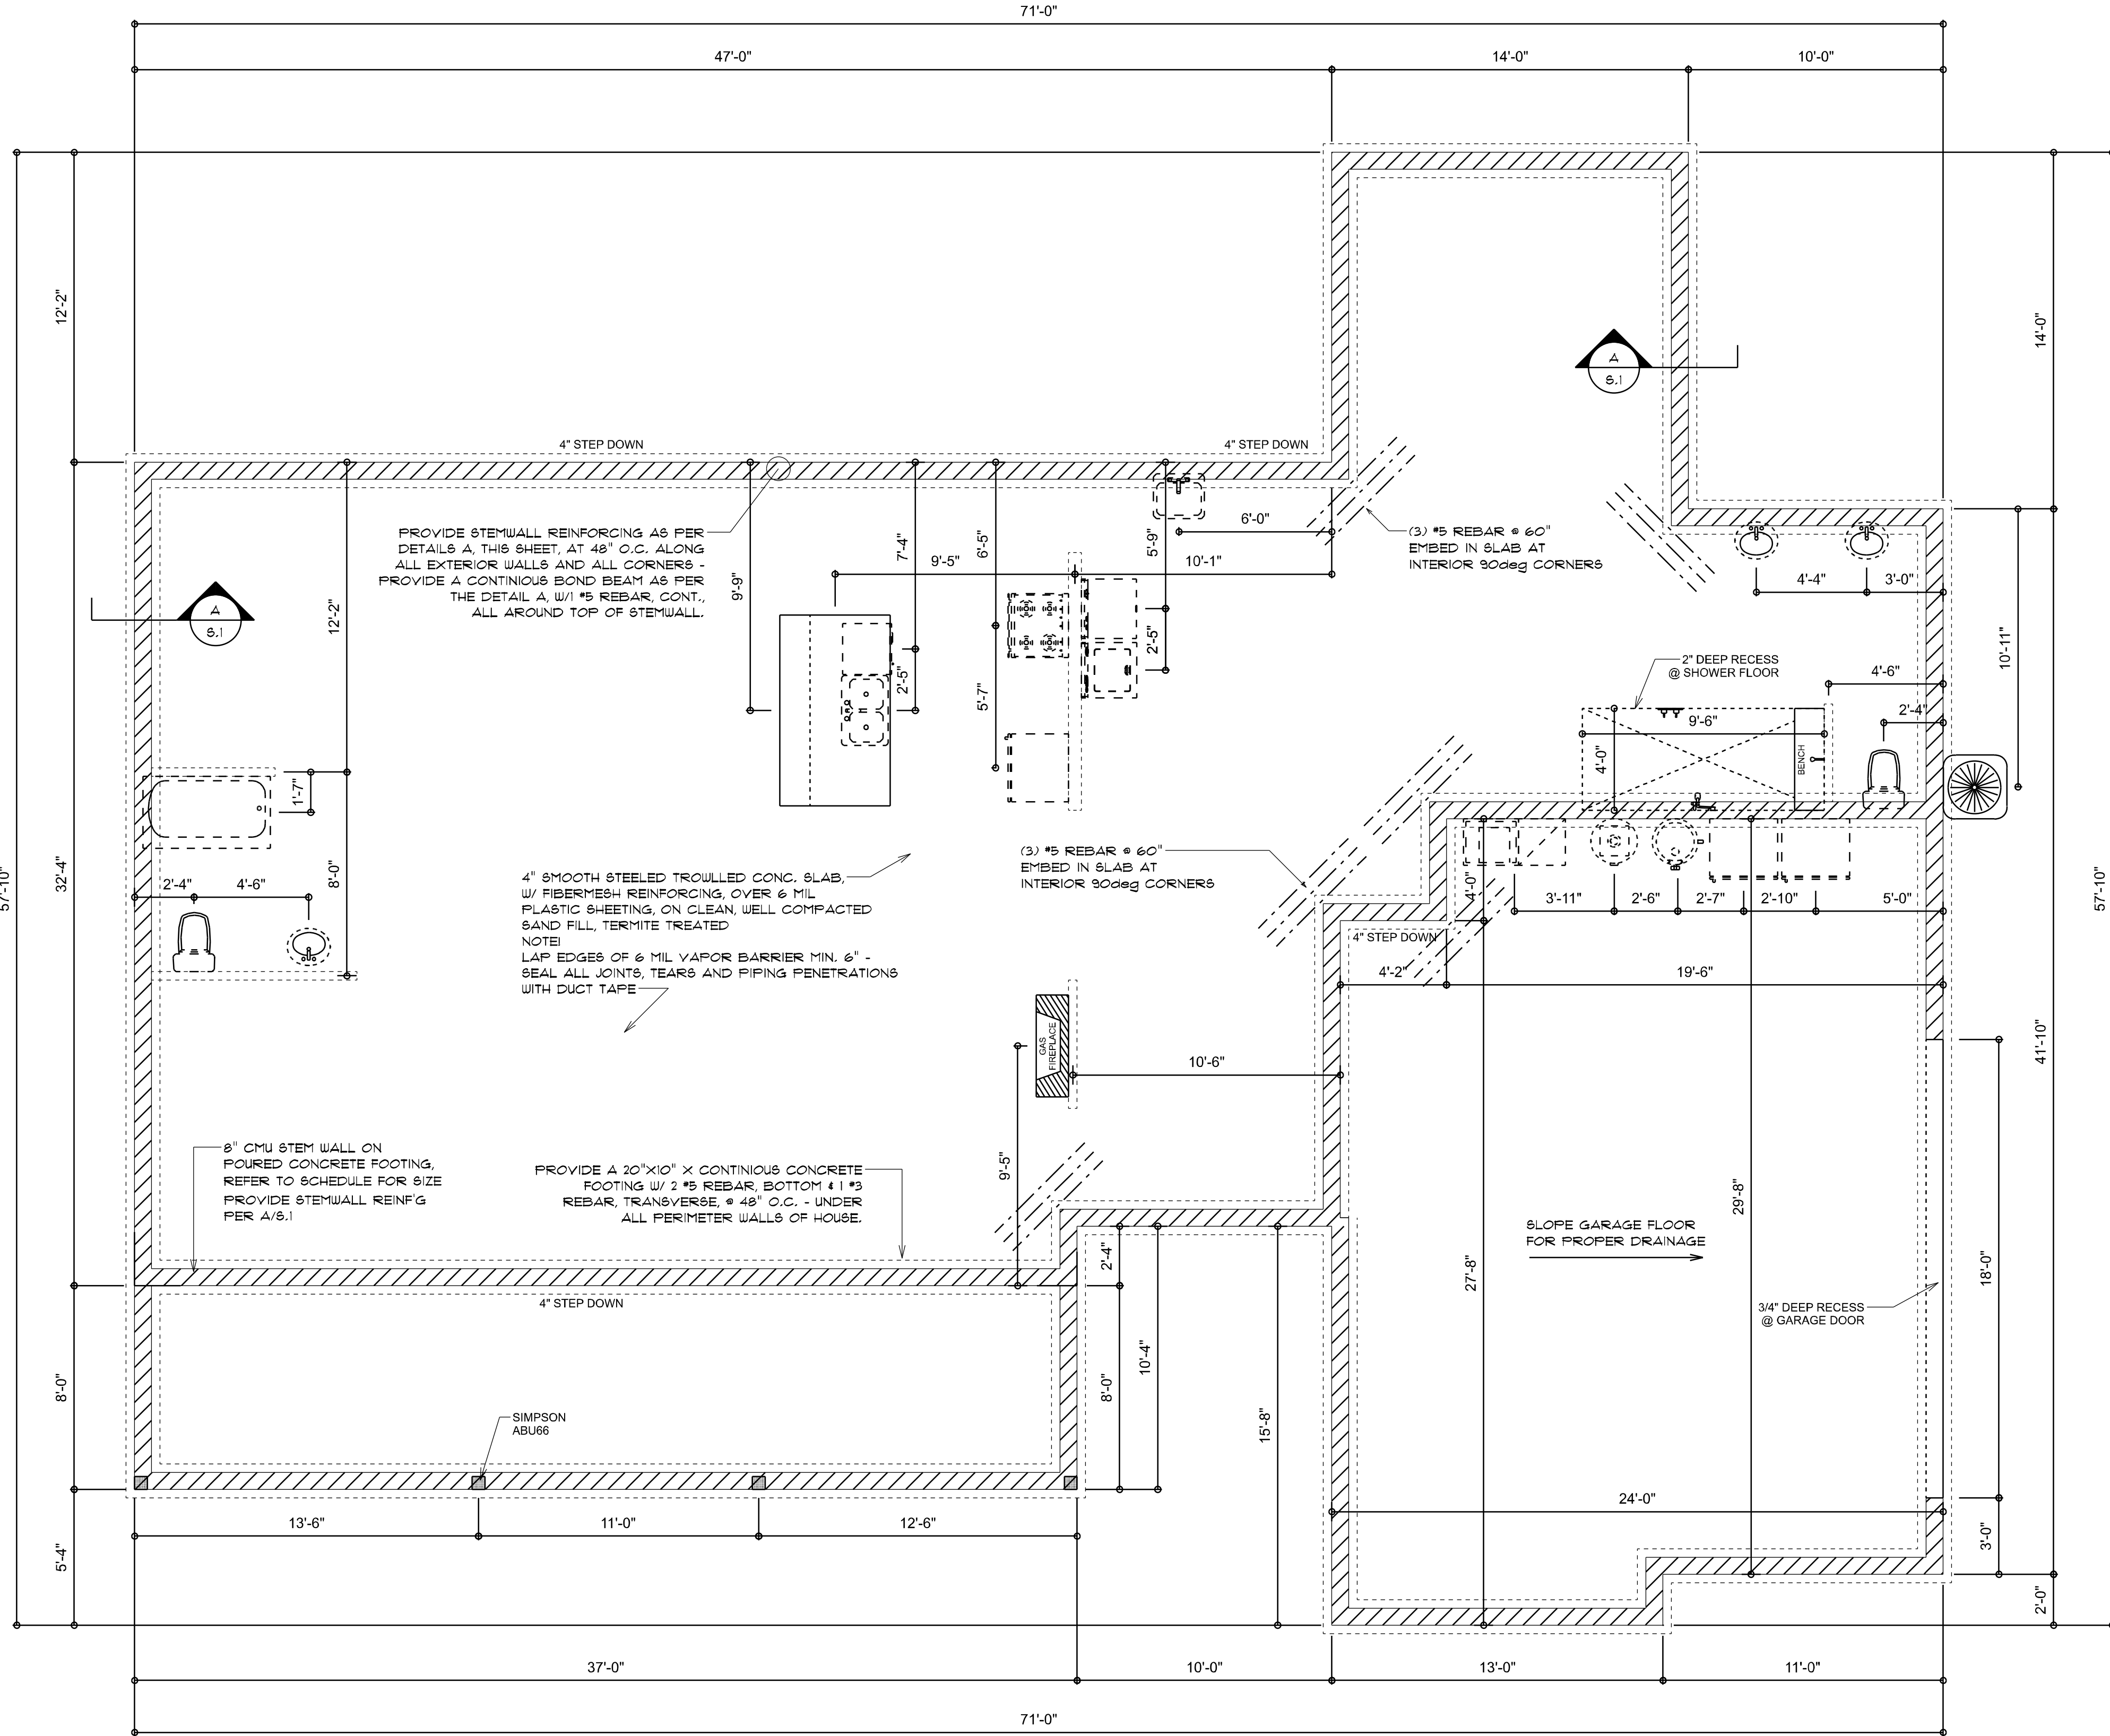 71'-0"
47'-0"
14'-0"
10'-0"
12'-2"
14'-0"
A
S.1
4" STEP DOWN
4" STEP DOWN
PROVIDE STEMWALL REINFORCING AS PER
DETAILS A, THIS SHEET, AT 48" O.C. ALONG
ALL EXTERIOR WALLS AND ALL CORNERS -
PROVIDE A CONTINIOUS BOND BEAM AS PER
THE DETAIL A, W/1 #5 REBAR, CONT.,
ALL AROUND TOP OF STEMWALL.
9'-9"
7'-4"
6'-5"
5'-9"
6'-0"
9'-5"
10'-1"
(3) #5 REBAR @ 60"
EMBED IN SLAB AT
INTERIOR 90deg CORNERS
4'-4"
3'-0"
A
S.1
12'-2"
2'-5"
2'-5"
5'-7"
10'-11"
2" DEEP RECESS
@ SHOWER FLOOR
4'-6"
2'-4"
9'-6"
4'-0"
BENCH
1'-7"
8'-0"
2'-4"
4'-6"
57'-10"
32'-4"
4" SMOOTH STEELED TROWLLED CONC. SLAB,
W/ FIBERMESH REINFORCING, OVER 6 MIL
PLASTIC SHEETING, ON CLEAN, WELL COMPACTED
SAND FILL, TERMITE TREATED
NOTE!
LAP EDGES OF 6 MIL VAPOR BARRIER MIN. 6" -
SEAL ALL JOINTS, TEARS AND PIPING PENETRATIONS
WITH DUCT TAPE
(3) #5 REBAR @ 60"
EMBED IN SLAB AT
INTERIOR 90deg CORNERS
4'-0"
3'-11"
2'-6"
2'-7"
2'-10"
5'-0"
57'-10"
4" STEP DOWN
4'-2"
19'-6"
GAS
FIREPLACE
10'-6"
41'-10"
9'-5"
8" CMU STEM WALL ON
POURED CONCRETE FOOTING,
REFER TO SCHEDULE FOR SIZE
PROVIDE STEMWALL REINF'G
PER A/S.1
PROVIDE A 20"X10" X CONTINIOUS CONCRETE
FOOTING W/ 2 #5 REBAR, BOTTOM & 1 #3
REBAR, TRANSVERSE, @ 48" O.C. - UNDER
ALL PERIMETER WALLS OF HOUSE.
29'-8"
27'-8"
SLOPE GARAGE FLOOR
FOR PROPER DRAINAGE
18'-0"
3/4" DEEP RECESS
@ GARAGE DOOR
2'-4"
4" STEP DOWN
10'-4"
8'-0"
8'-0"
15'-8"
SIMPSON
ABU66
24'-0"
13'-6"
11'-0"
12'-6"
5'-4"
3'-0"
2'-0"
37'-0"
10'-0"
13'-0"
11'-0"
71'-0"